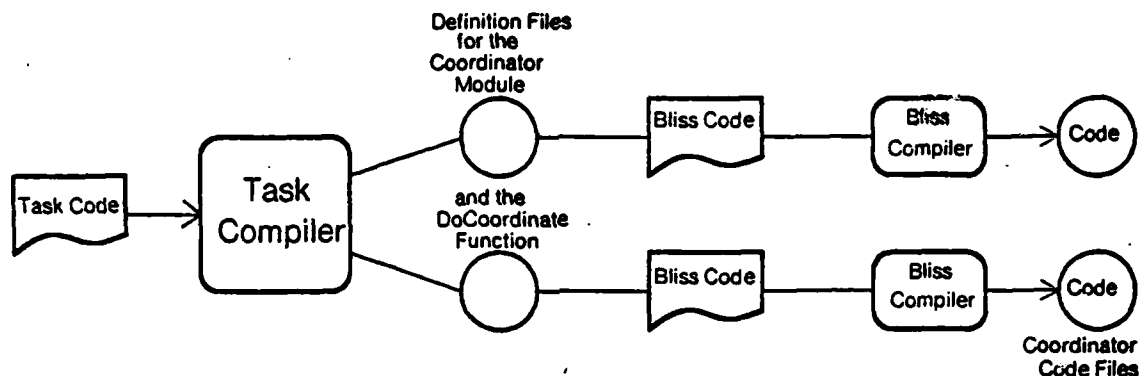 Definition Files
for the
Coordinator
Module
Bliss Code
Bliss
Compiler
Code
Task Code
Task
Compiler
and the
DoCoordinate
Function
Bliss Code
Bliss
Compiler
Code
Coordinator
Code Files